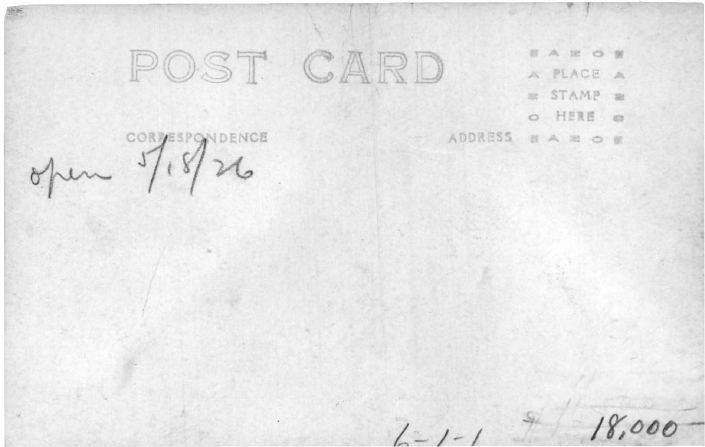 POST CARD
PLACE
STAMP
HERE
CORRESPONDENCE
ADDRESS
open 5/18/26
6-1-1
18,000-